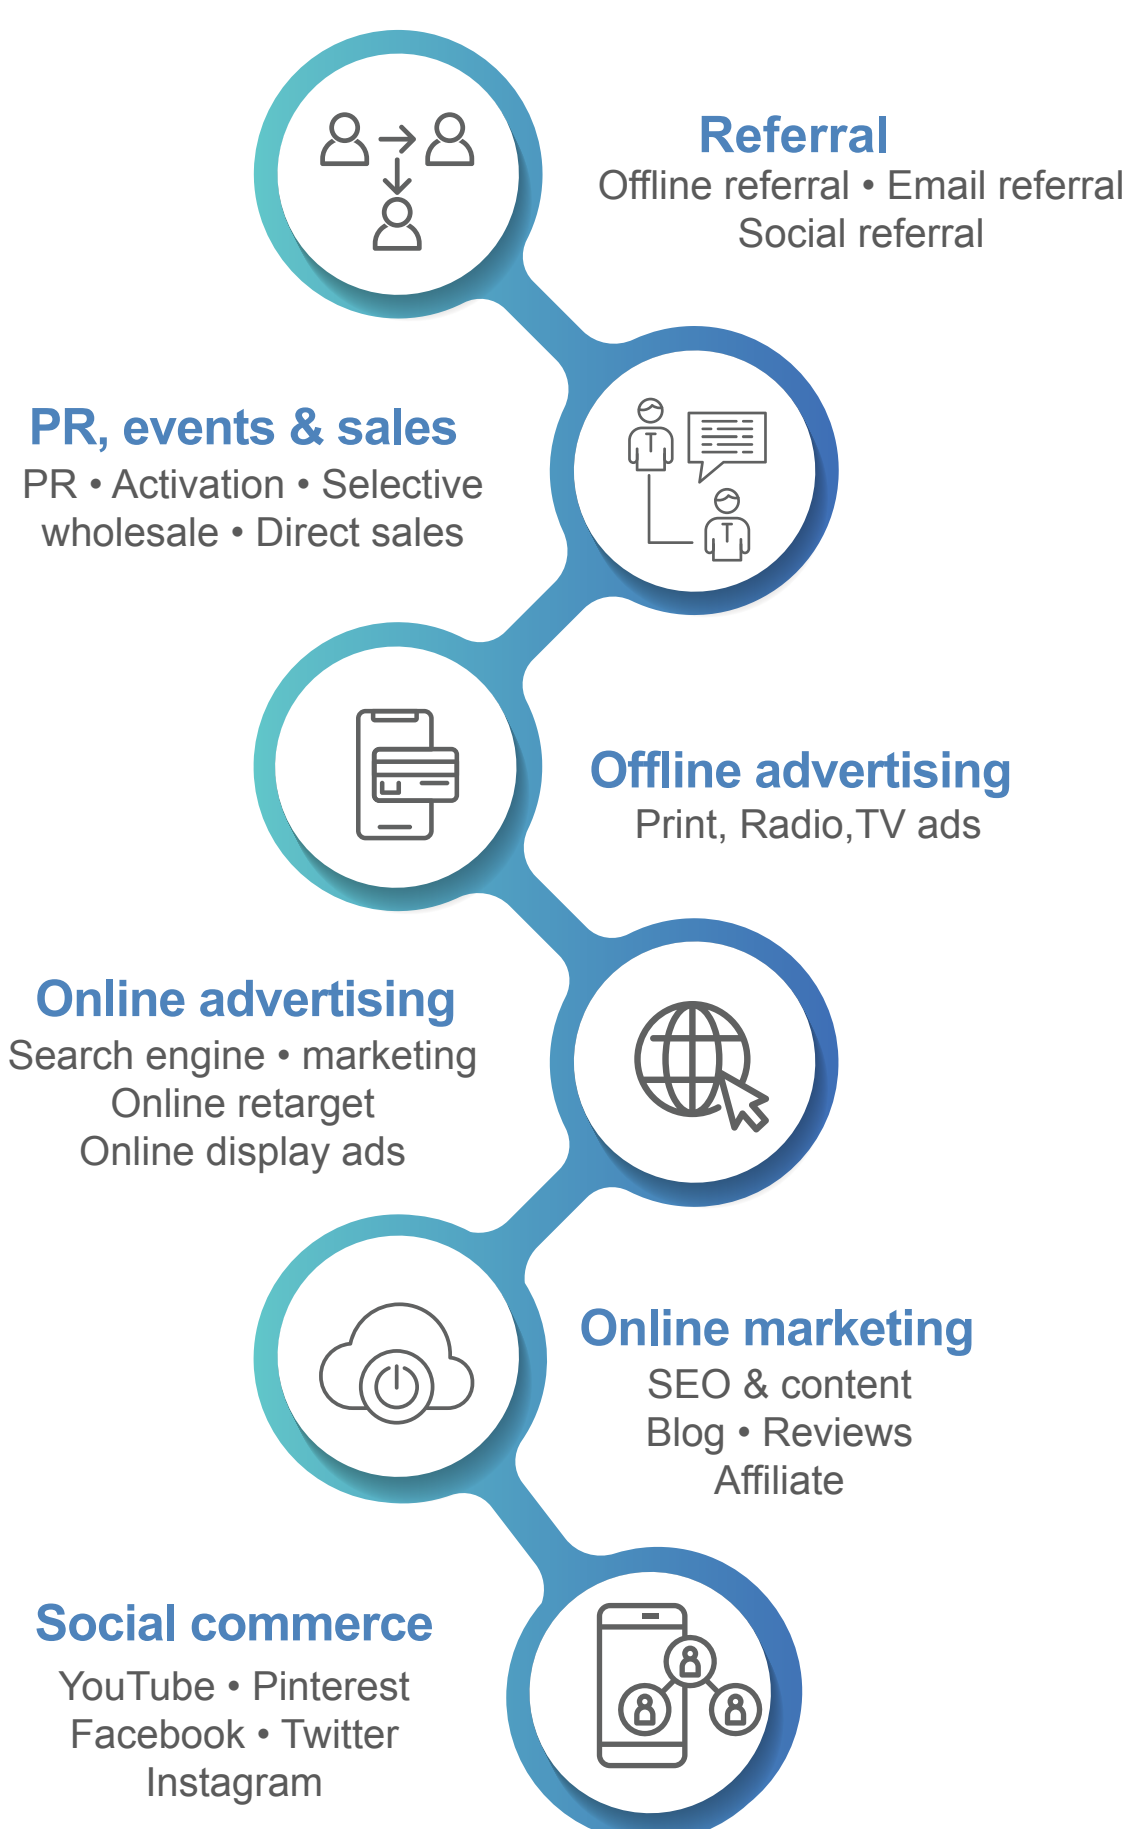 Referral
Offline referral • Email referral
Social referral
PR, events & sales
PR • Activation • Selective
wholesale • Direct sales
Offline advertising
Print, Radio,TV ads
Online advertising
Search engine • marketing
Online retarget
Online display ads
Online marketing
SEO & content
Blog • Reviews
Affiliate
Social commerce
YouTube • Pinterest
Facebook • Twitter
Instagram